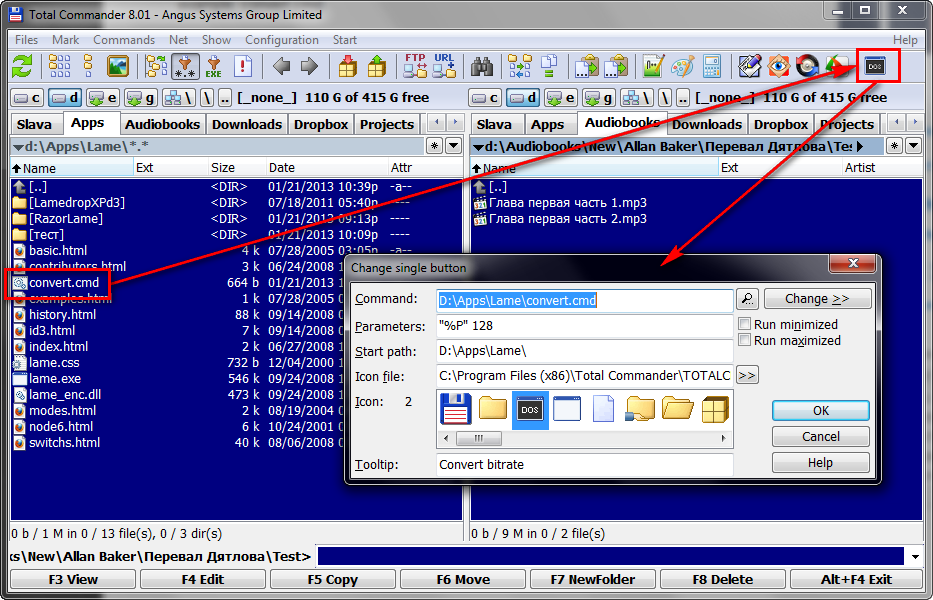 Total Commander 8.01 - Angus Systems Group Limited
Files Mark Commands Net Show Configuration Start Help
EXE FTP URL DOS
c d e g \ \ .. [_none_] 110 G of 415 G free
c d e g \ \ .. [_none_] 110 G of 415 G free
Slava Apps Audiobooks Downloads Dropbox Projects
Slava Apps Audiobooks Downloads Dropbox Projects
d:\Apps\Lame\*.*
d:\Audiobooks\New\Allan Baker\Перевал Дятлова\Tes
Name Ext Size Date Attr
[..] <DIR> 01/21/2013 10:39p -a--
[LamedropXPd3] <DIR> 07/18/2011 05:40p ----
[RazorLame] <DIR> 01/21/2013 09:13p ----
[тест] <DIR> 01/21/2013 10:09p ----
basic.html 4 k 07/28/2005 03:05p -a--
contributors.html 3 k 06/24/2008 1
convert.cmd 664 b 01/21/2013 1
examples.html 1 k 07/28/2005 0
history.html 88 k 09/14/2008 0
id3.html 7 k 09/14/2008 0
index.html 2 k 06/27/2008 1
lame.css 732 b 12/04/2000 1
lame.exe 546 k 09/24/2008 1
lame_enc.dll 473 k 09/24/2008 1
modes.html 2 k 08/19/2004 0
node6.html 6 k 10/24/2001 0
switchs.html 40 k 08/06/2008 0
Name Ext Artist
[..]
Глава первая часть 1.mp3
Глава первая часть 2.mp3
Change single button
Command: D:\Apps\Lame\convert.cmd Change >>
Parameters: "%P" 128 Run minimized
Run maximized
Start path: D:\Apps\Lame\
Icon file: C:\Program Files (x86)\Total Commander\TOTALC >>
Icon: 2 DOS
OK
Cancel
Tooltip: Convert bitrate Help
0 b / 1 M in 0 / 13 file(s), 0 / 3 dir(s)
0 b / 9 M in 0 / 2 file(s)
ks\New\Allan Baker\Перевал Дятлова\Test>
F3 View F4 Edit F5 Copy F6 Move F7 NewFolder F8 Delete Alt+F4 Exit